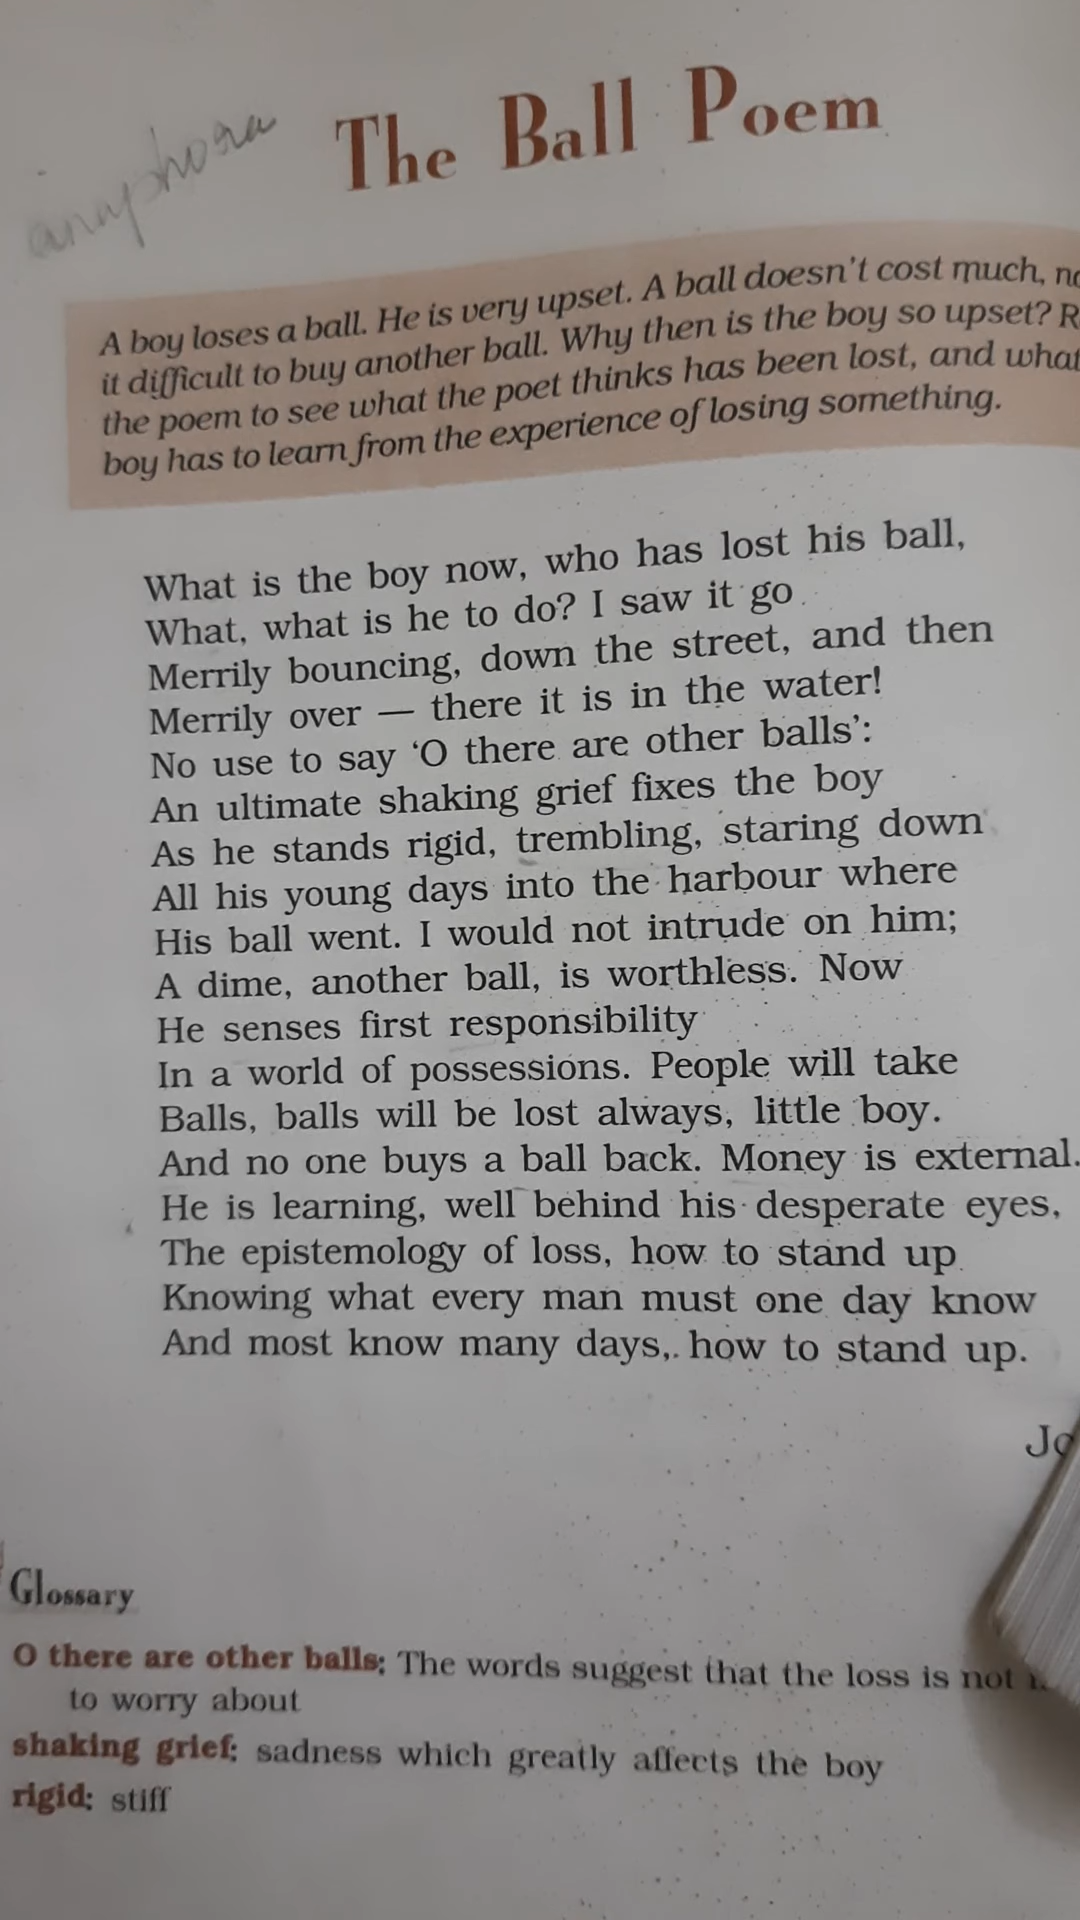 anaphora
The Ball Poem
A boy loses a ball. He is very upset. A ball doesn't cost much,
it difficult to buy another ball. Why then is the boy so upset?
the poem to see what the poet thinks has been lost, and what
boy has to learn from the experience of losing something.
What is the boy now, who has lost his ball,
What, what is he to do? I saw it go
Merrily bouncing, down the street, and then
Merrily over — there it is in the water!
No use to say ‘O there are other balls’:
An ultimate shaking grief fixes the boy
As he stands rigid, trembling, staring down
All his young days into the harbour where
His ball went. I would not intrude on him;
A dime, another ball, is worthless. Now
He senses first responsibility
In a world of possessions. People will take
Balls, balls will be lost always, little boy.
And no one buys a ball back. Money is external.
He is learning, well behind his desperate eyes,
The epistemology of loss, how to stand up
Knowing what every man must one day know
And most know many days, how to stand up.
Glossary
O there are other balls: The words suggest that the loss is not
to worry about
shaking grief: sadness which greatly affects the boy
rigid: stiff